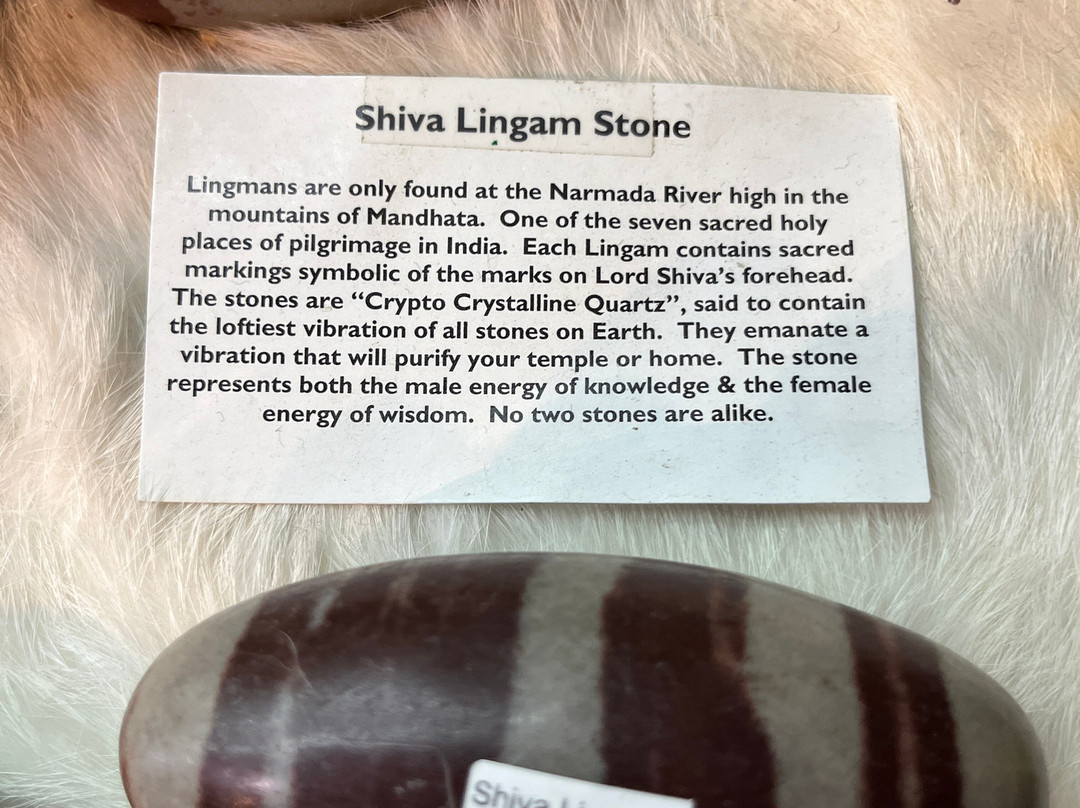 Shiva Lingam Stone
Lingmans are only found at the Narmada River high in the
mountains of Mandhata. One of the seven sacred holy
places of pilgrimage in India. Each Lingam contains sacred
markings symbolic of the marks on Lord Shiva's forehead.
The stones are “Crypto Crystalline Quartz”, said to contain
the loftiest vibration of all stones on Earth. They emanate a
vibration that will purify your temple or home. The stone
represents both the male energy of knowledge & the female
energy of wisdom. No two stones are alike.
Shiva